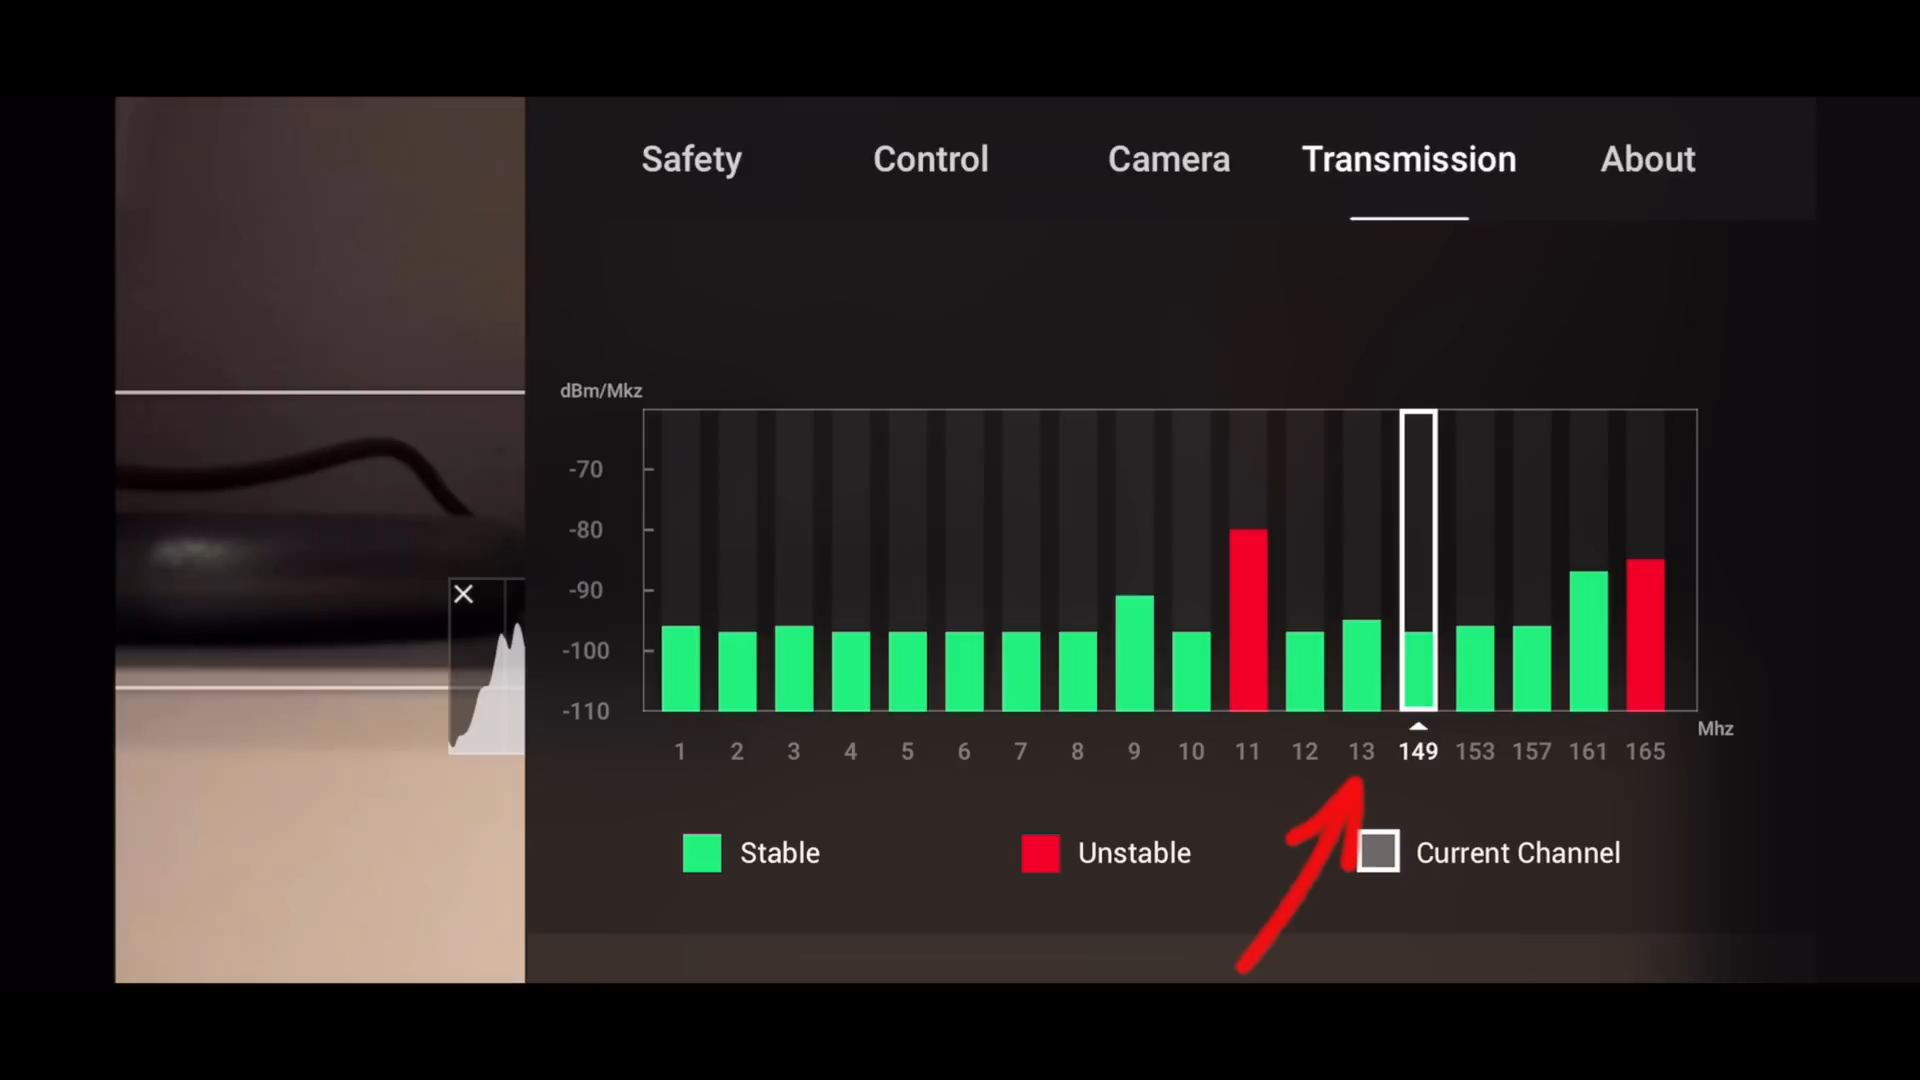 Safety Control Camera Transmission About
dBm/Mkz
-70
-80
-90
-100
-110
Mhz
1 2 3 4 5 6 7 8 9 10 11 12 13 149 153 157 161 165
Stable Unstable Current Channel